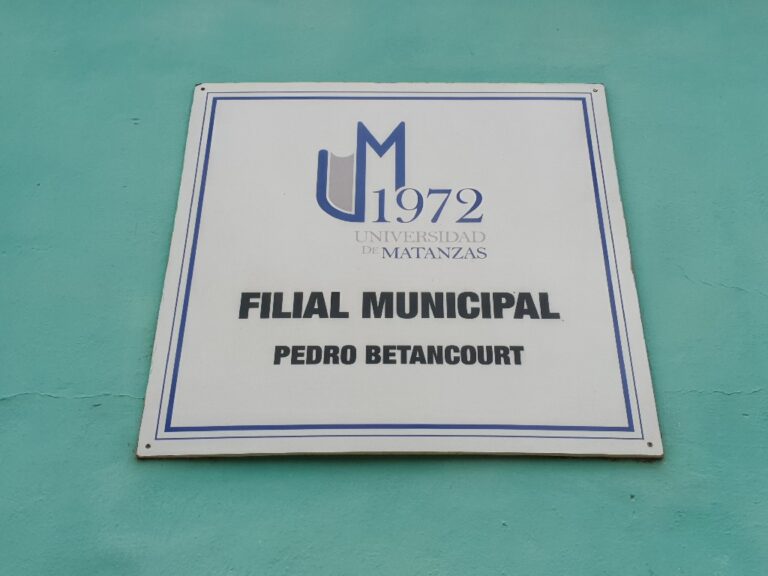 UM
1972
UNIVERSIDAD
DE MATANZAS
FILIAL MUNICIPAL
PEDRO BETANCOURT